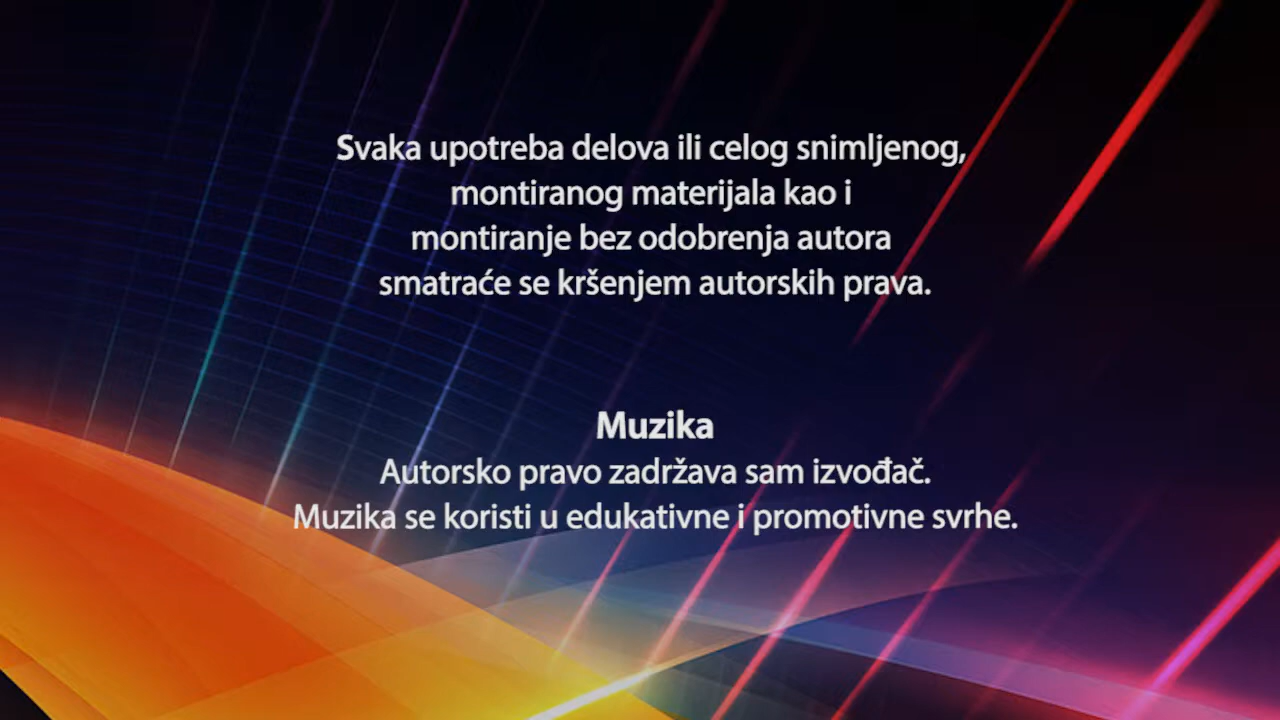 Svaka upotreba delova ili celog snimljenog,
montiranog materijala kao i
montiranje bez odobrenja autora
smatraće se kršenjem autorskih prava.
Muzika
Autorsko pravo zadržava sam izvođač.
Muzika se koristi u edukativne i promotivne svrhe.